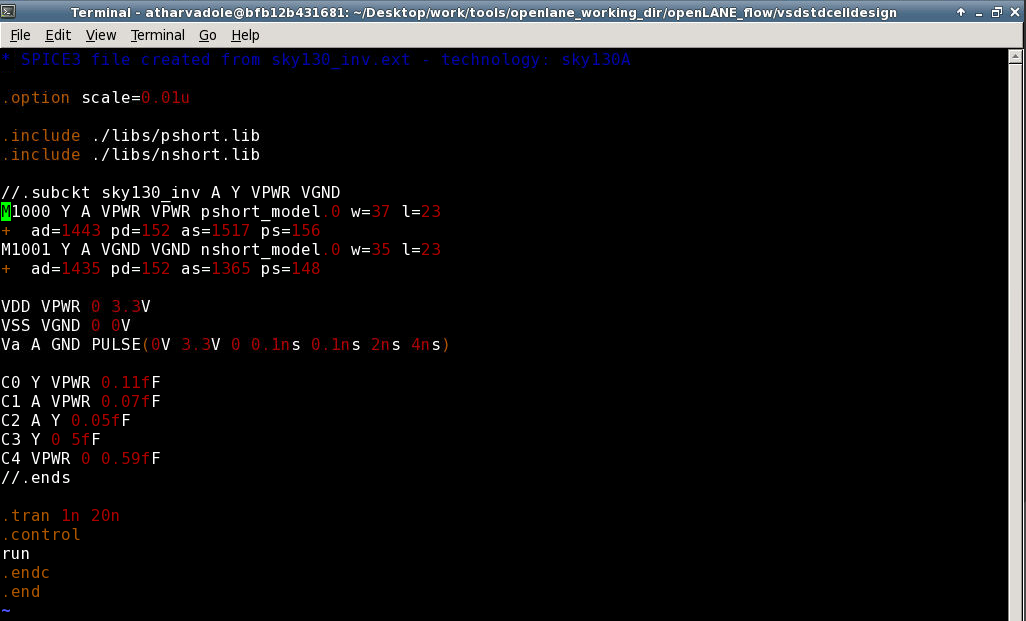 Terminal - atharvadole@bfb12b431681: ~/Desktop/work/tools/openlane_working_dir/openLANE_flow/vsdstdcelldesign
File Edit View Terminal Go Help
* SPICE3 file created from sky130_inv.ext - technology: sky130A
.option scale=0.01u
.include ./libs/pshort.lib
.include ./libs/nshort.lib
//.subckt sky130_inv A Y VPWR VGND
M1000 Y A VPWR VPWR pshort_model.0 w=37 l=23
+  ad=1443 pd=152 as=1517 ps=156
M1001 Y A VGND VGND nshort_model.0 w=35 l=23
+  ad=1435 pd=152 as=1365 ps=148
VDD VPWR 0 3.3V
VSS VGND 0 0V
Va A GND PULSE(0V 3.3V 0 0.1ns 0.1ns 2ns 4ns)
C0 Y VPWR 0.11fF
C1 A VPWR 0.07fF
C2 A Y 0.05fF
C3 Y 0 5fF
C4 VPWR 0 0.59fF
//.ends
.tran 1n 20n
.control
run
.endc
.end
~